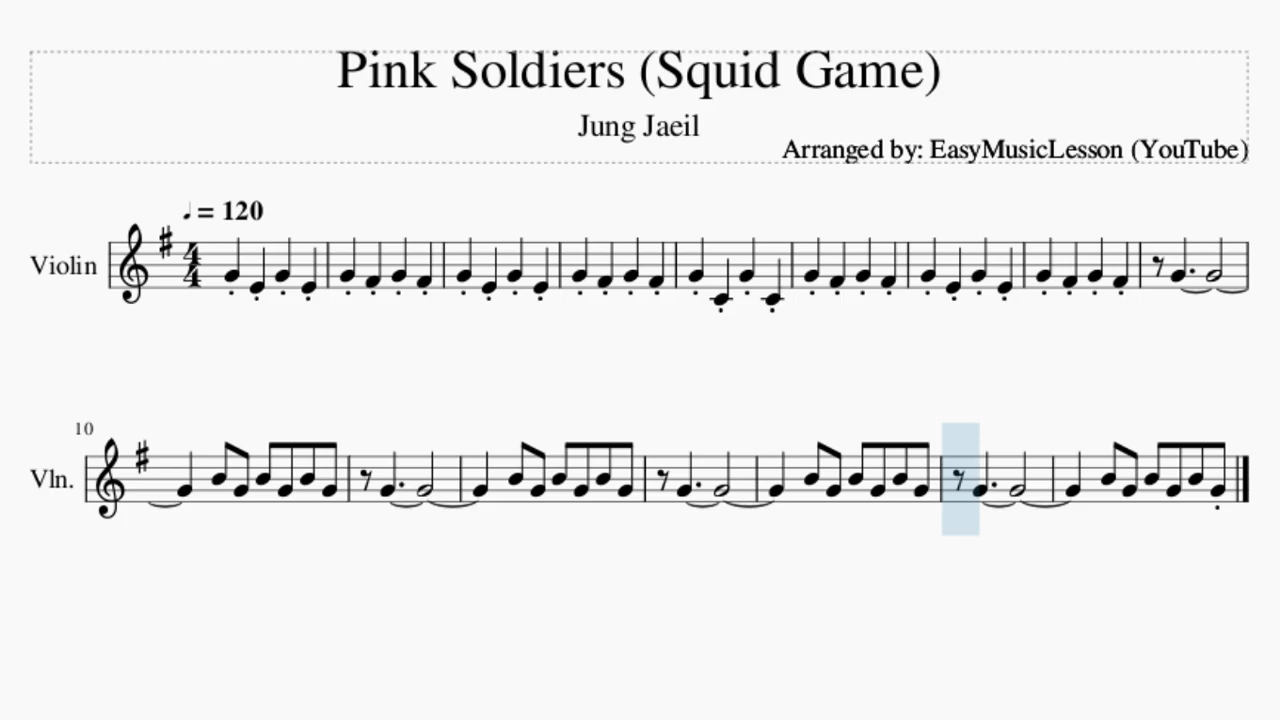 Pink Soldiers (Squid Game)
Jung Jaeil
Arranged by: EasyMusicLesson (YouTube)
♩ = 120
Violin
4
4
10
Vln.